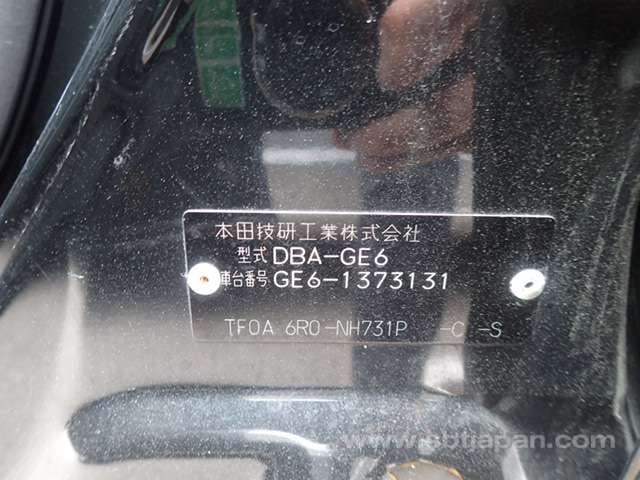 本田技研工業株式会社
型式 DBA-GE6
車台番号 GE6-1373131
TF0A 6R0-NH731P -C -S
www.sbtjapan.com